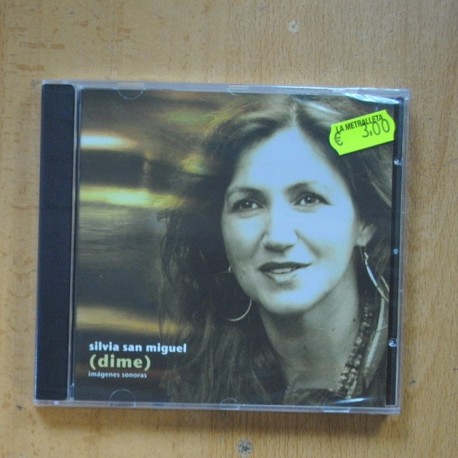 LA METRALLETA
€ 3,00
silvia san miguel
(dime)
imágenes sonoras